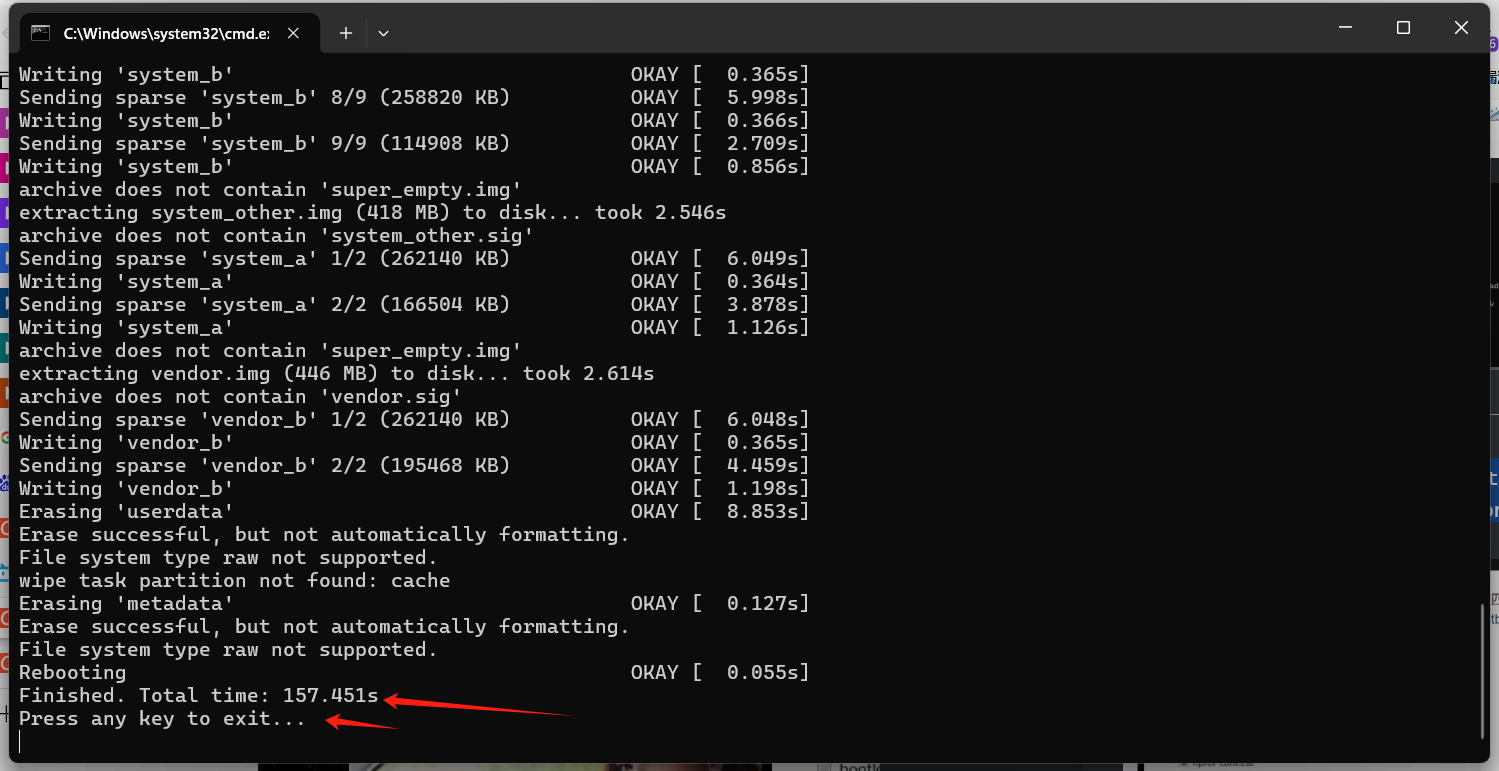 C:\Windows\system32\cmd.e
Writing 'system_b' OKAY [ 0.365s]
Sending sparse 'system_b' 8/9 (258820 KB) OKAY [ 5.998s]
Writing 'system_b' OKAY [ 0.366s]
Sending sparse 'system_b' 9/9 (114908 KB) OKAY [ 2.709s]
Writing 'system_b' OKAY [ 0.856s]
archive does not contain 'super_empty.img'
extracting system_other.img (418 MB) to disk... took 2.546s
archive does not contain 'system_other.sig'
Sending sparse 'system_a' 1/2 (262140 KB) OKAY [ 6.049s]
Writing 'system_a' OKAY [ 0.364s]
Sending sparse 'system_a' 2/2 (166504 KB) OKAY [ 3.878s]
Writing 'system_a' OKAY [ 1.126s]
archive does not contain 'super_empty.img'
extracting vendor.img (446 MB) to disk... took 2.614s
archive does not contain 'vendor.sig'
Sending sparse 'vendor_b' 1/2 (262140 KB) OKAY [ 6.048s]
Writing 'vendor_b' OKAY [ 0.365s]
Sending sparse 'vendor_b' 2/2 (195468 KB) OKAY [ 4.459s]
Writing 'vendor_b' OKAY [ 1.198s]
Erasing 'userdata' OKAY [ 8.853s]
Erase successful, but not automatically formatting.
File system type raw not supported.
wipe task partition not found: cache
Erasing 'metadata' OKAY [ 0.127s]
Erase successful, but not automatically formatting.
File system type raw not supported.
Rebooting OKAY [ 0.055s]
Finished. Total time: 157.451s
Press any key to exit...